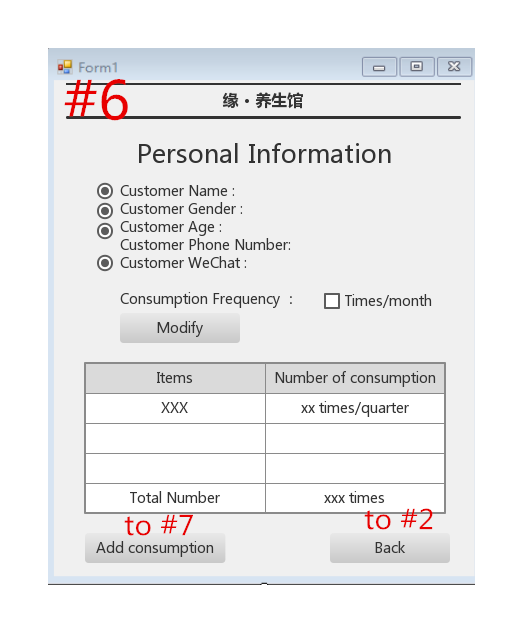 Form1
#6
缘·养生馆
Personal Information
Customer Name :
Customer Gender :
Customer Age :
Customer Phone Number:
Customer WeChat :
Consumption Frequency : Times/month
Modify
Items Number of consumption
XXX xx times/quarter
Total Number xxx times
to #7 to #2
Add consumption Back